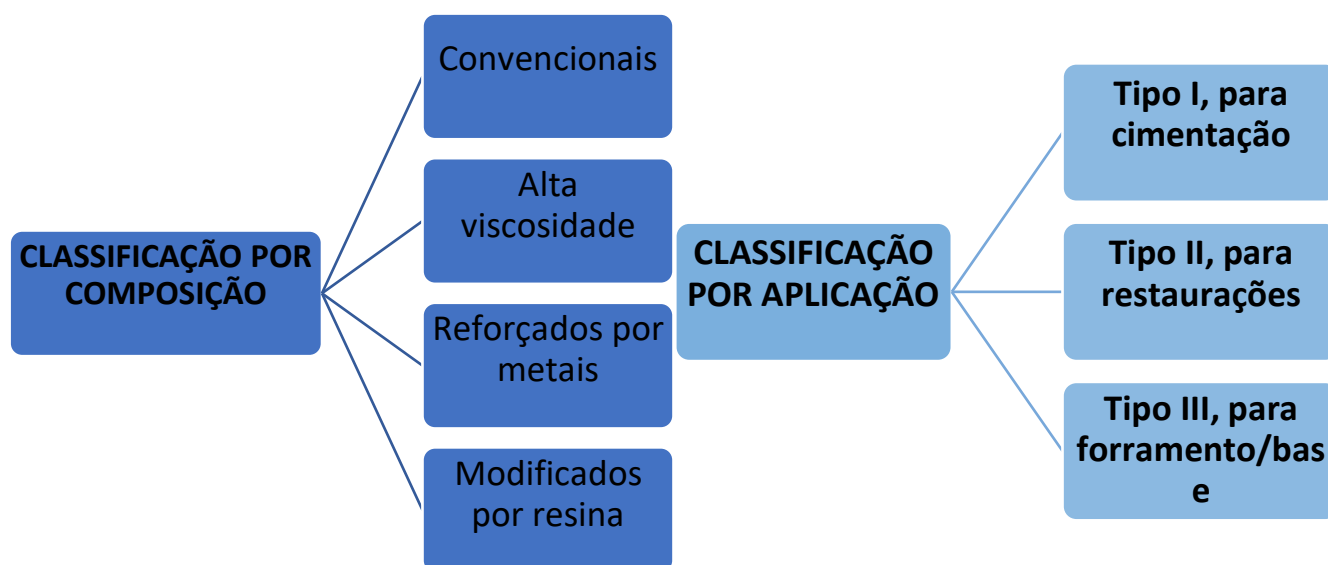 CLASSIFICAÇÃO POR
COMPOSIÇÃO
Convencionais
Alta
viscosidade
Reforçados por
metais
Modificados
por resina
CLASSIFICAÇÃO
POR APLICAÇÃO
Tipo I, para
cimentação
Tipo II, para
restaurações
Tipo III, para
forramento/bas
e